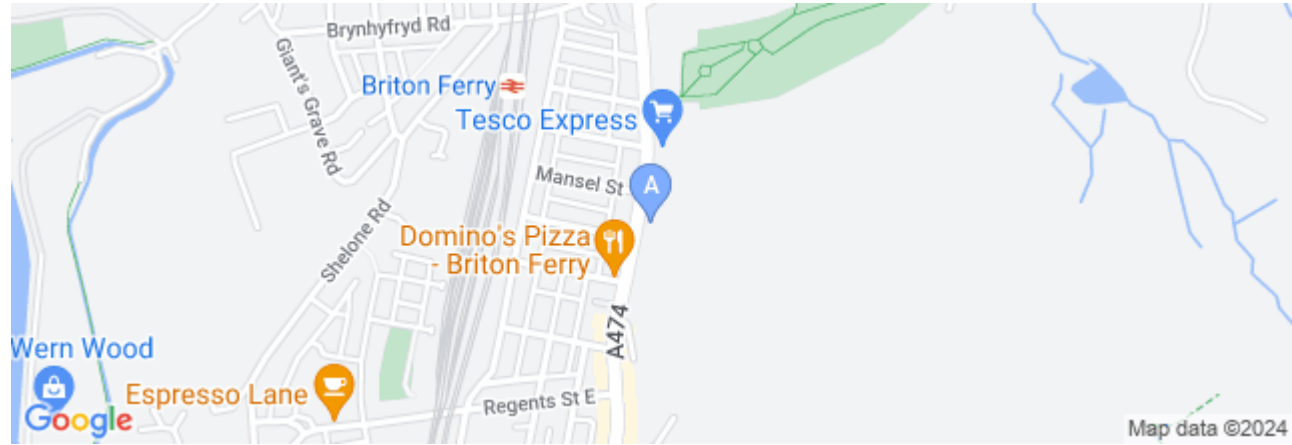 Brynhyfryd Rd
Giant's Grave Rd
Briton Ferry
Tesco Express
Mansel St
A
Shelone Rd
Domino's Pizza
- Briton Ferry
A474
Wern Wood
Espresso Lane
Regents St E
Google
Map data ©2024